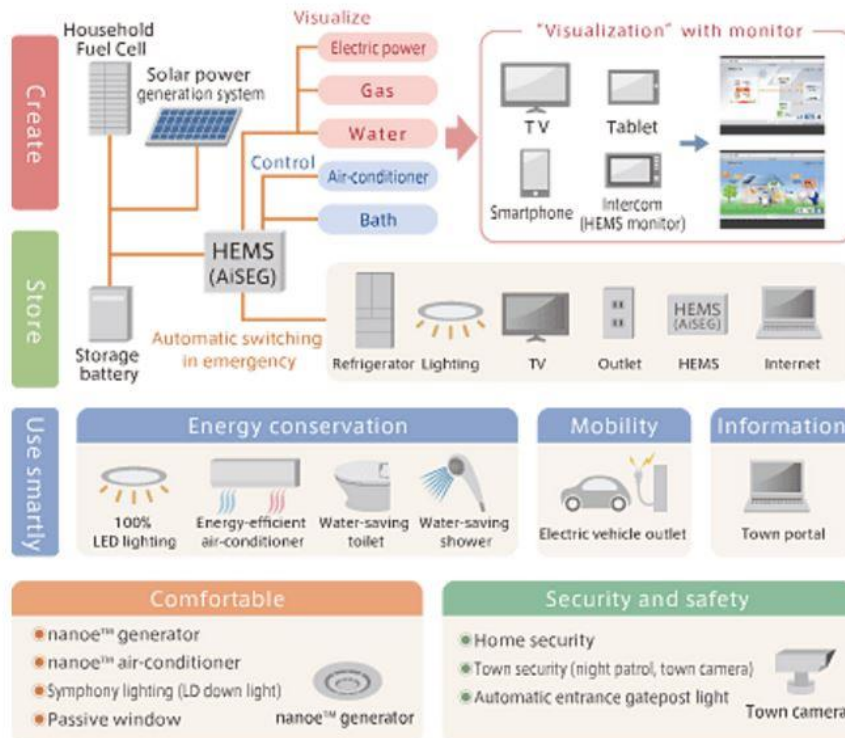 Create
Household
Fuel Cell
Solar power
generation system
Visualize
Electric power
Gas
Water
Control
Air-conditioner
Bath
HEMS
(AiSEG)
"Visualization" with monitor
TV
Tablet
Smartphone
Intercom
(HEMS monitor)
Store
Storage
battery
Automatic switching
in emergency
HEMS
(AiSEG)
Refrigerator
Lighting
TV
Outlet
HEMS
Internet
Use smartly
Energy conservation
100%
LED lighting
Energy-efficient
air-conditioner
Water-saving
toilet
Water-saving
shower
Mobility
Electric vehicle outlet
Information
Town portal
Comfortable
nanoe™ generator
nanoe™ air-conditioner
Symphony lighting (LD down light)
Passive window
nanoe™ generator
Security and safety
Home security
Town security (night patrol, town camera)
Automatic entrance gatepost light
Town camera